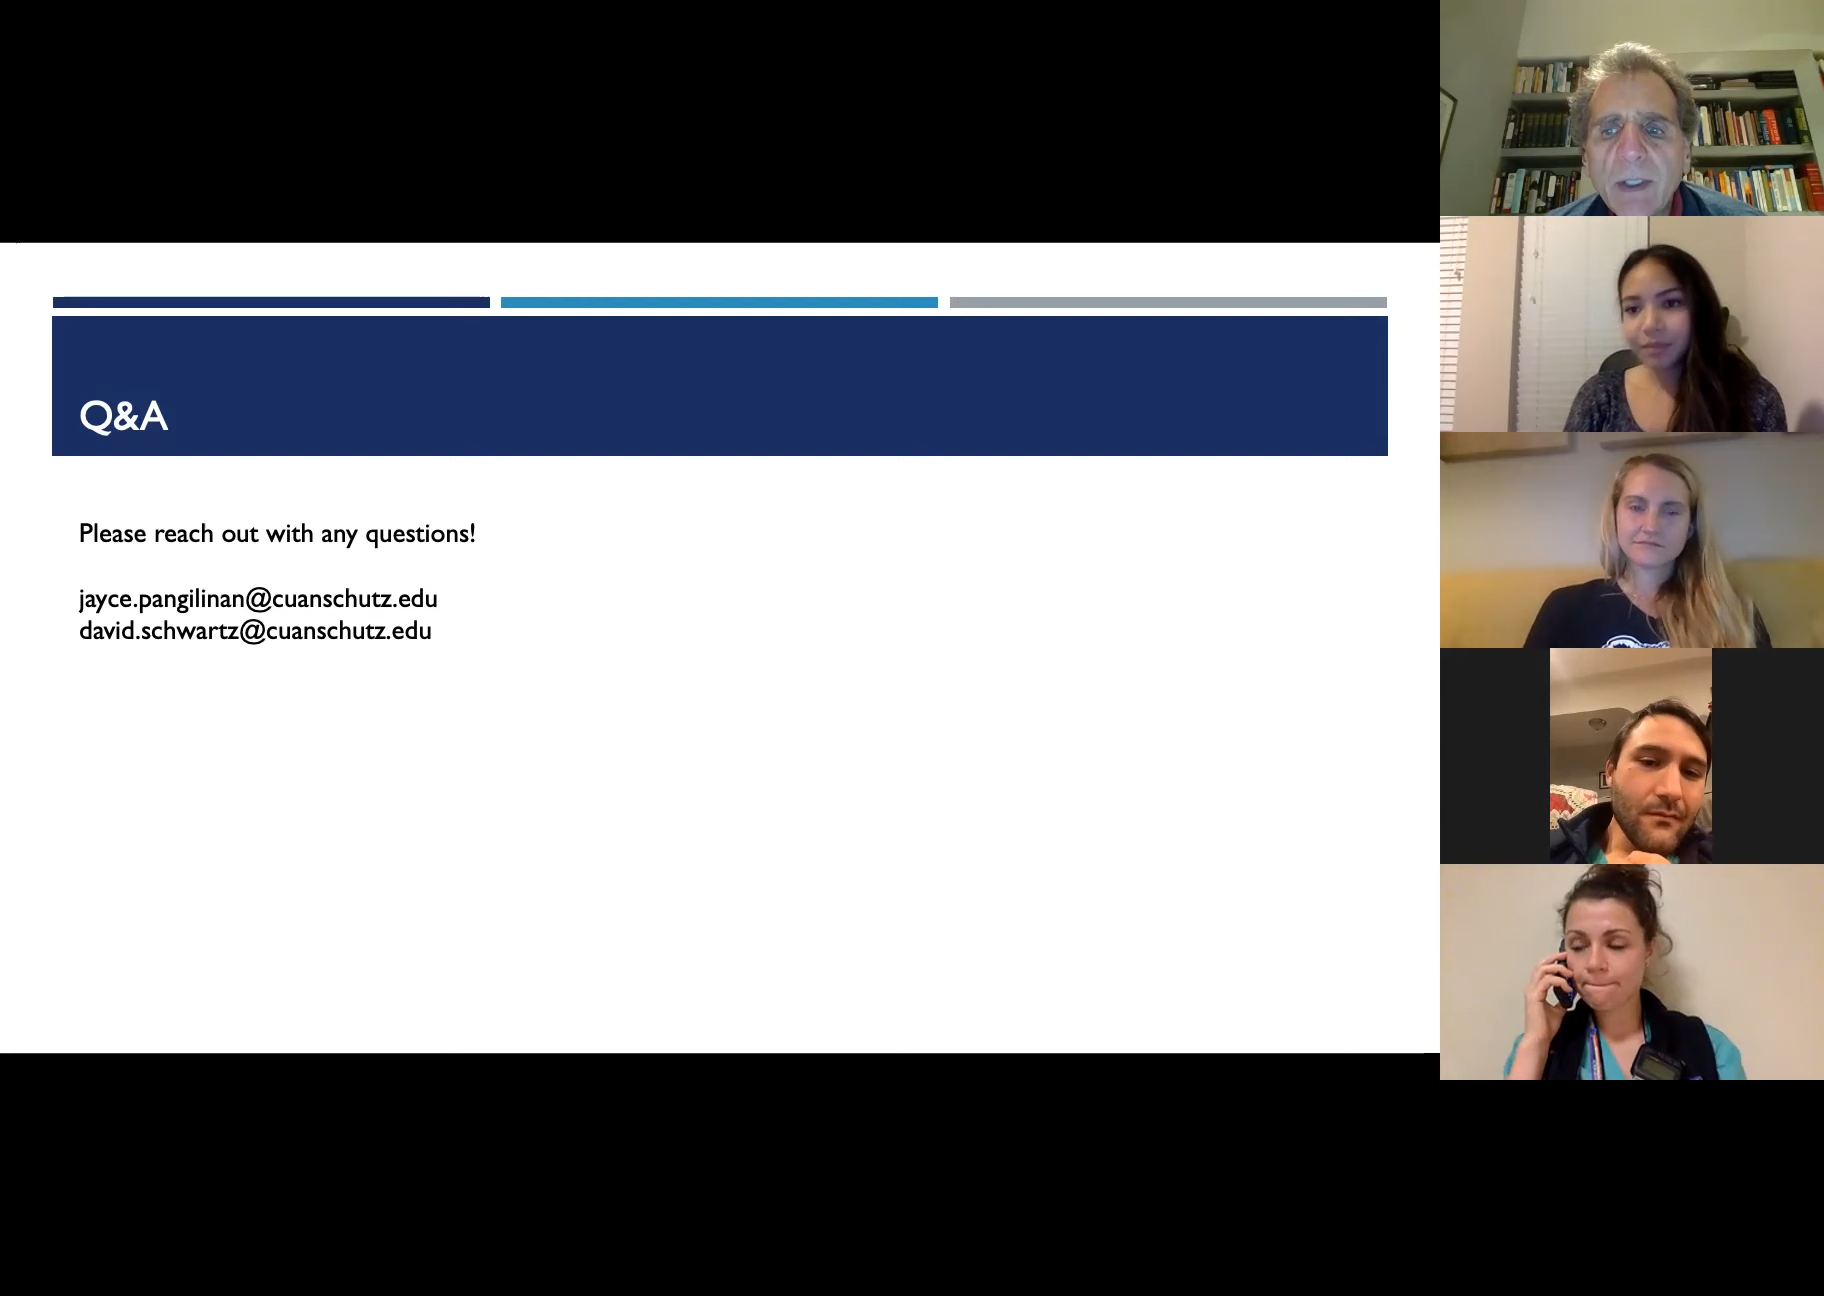 Q&A
Please reach out with any questions!
jayce.pangilinan@cuanschutz.edu
david.schwartz@cuanschutz.edu